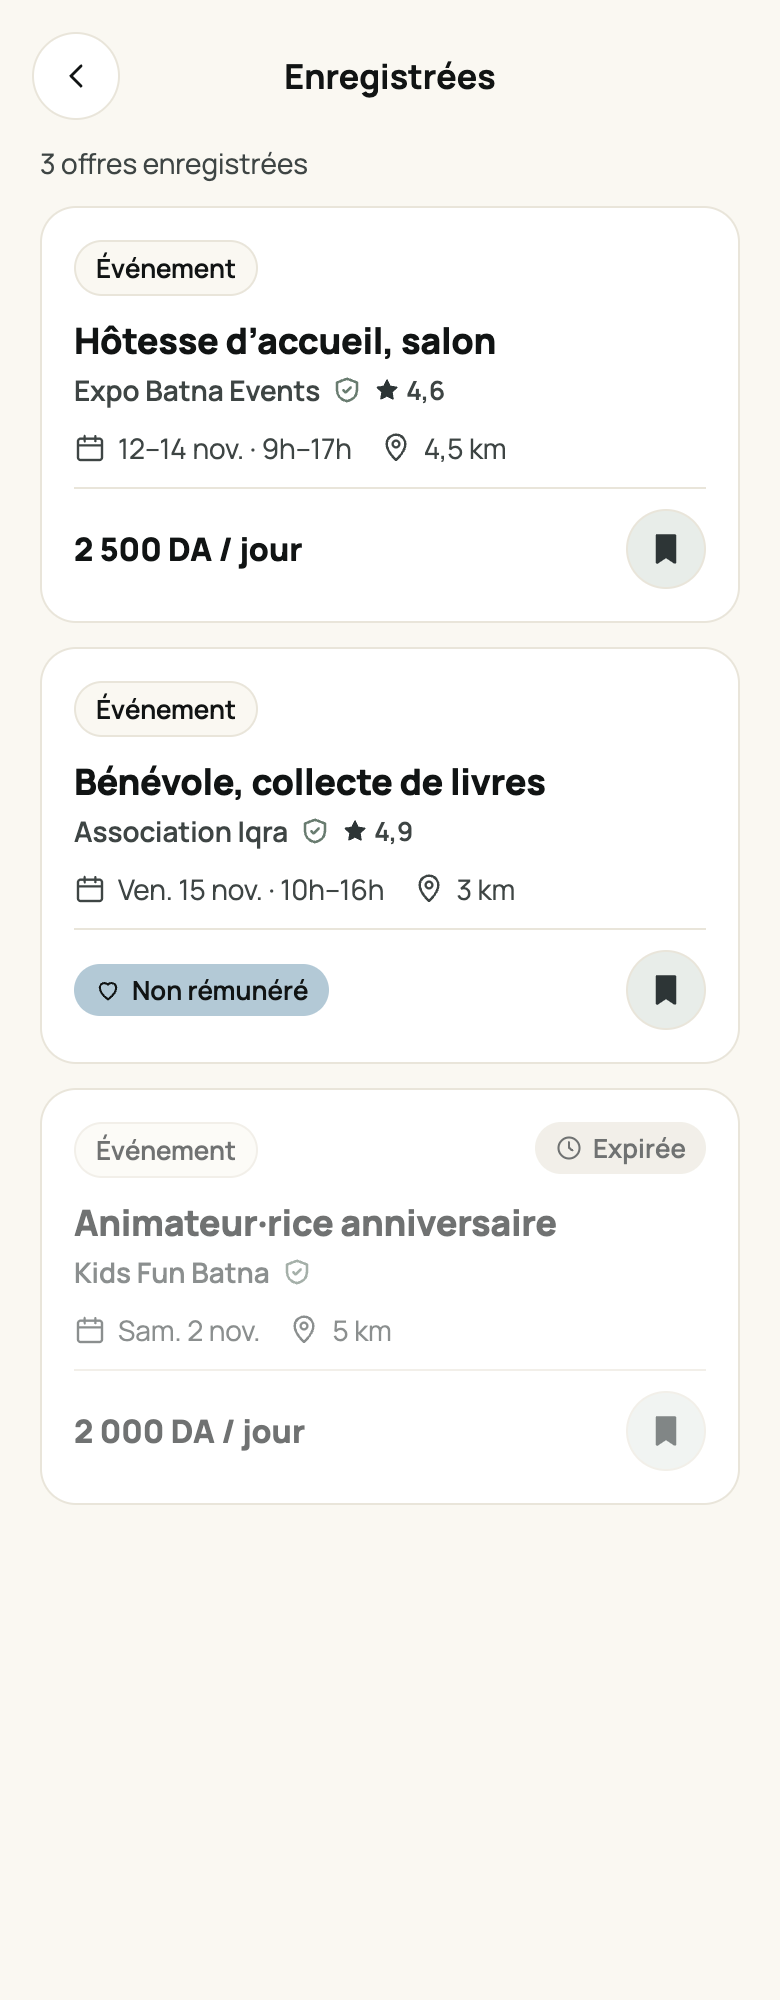 Enregistrées
3 offres enregistrées
Événement
Hôtesse d’accueil, salon
Expo Batna Events 4,6
12–14 nov. · 9h–17h 4,5 km
2 500 DA / jour
Événement
Bénévole, collecte de livres
Association Iqra 4,9
Ven. 15 nov. · 10h–16h 3 km
Non rémunéré
Événement Expirée
Animateur·rice anniversaire
Kids Fun Batna
Sam. 2 nov. 5 km
2 000 DA / jour